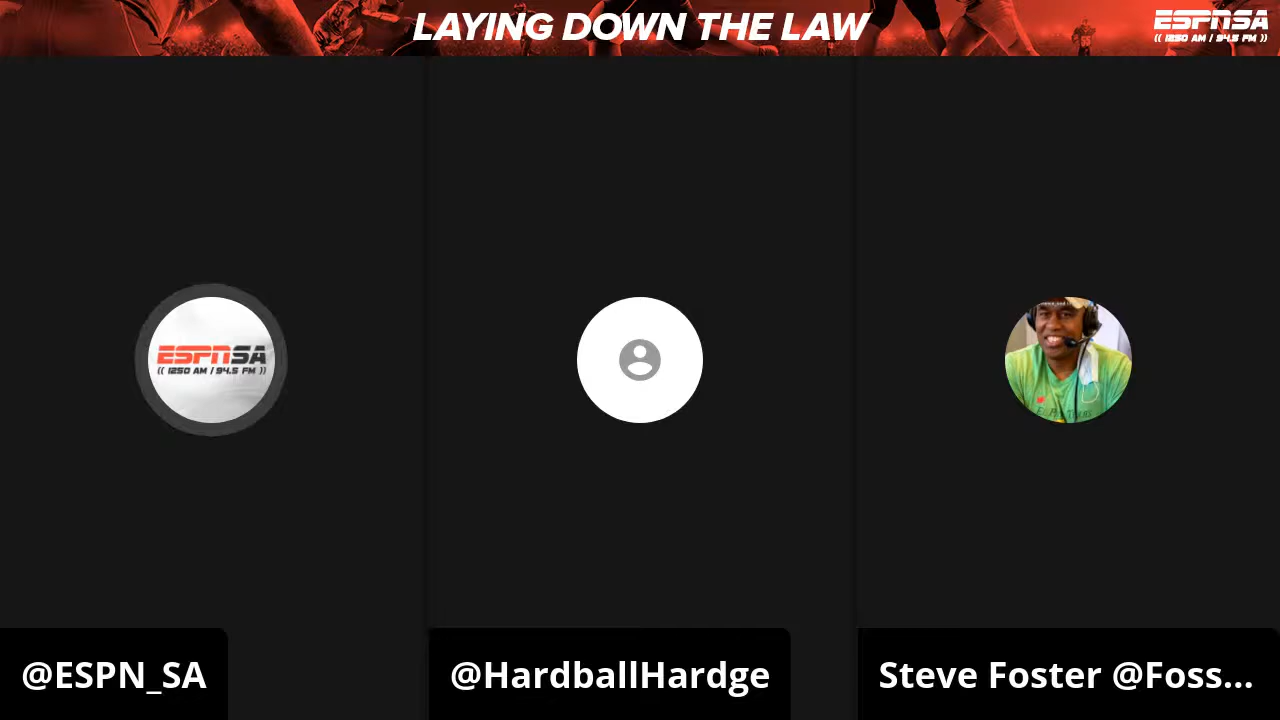 LAYING DOWN THE LAW
ESPNSA
(( 1250 AM / 94.5 FM ))
ESPNSA
(( 1250 AM / 94.5 FM ))
@ESPN_SA
@HardballHardge
Steve Foster @Foss...